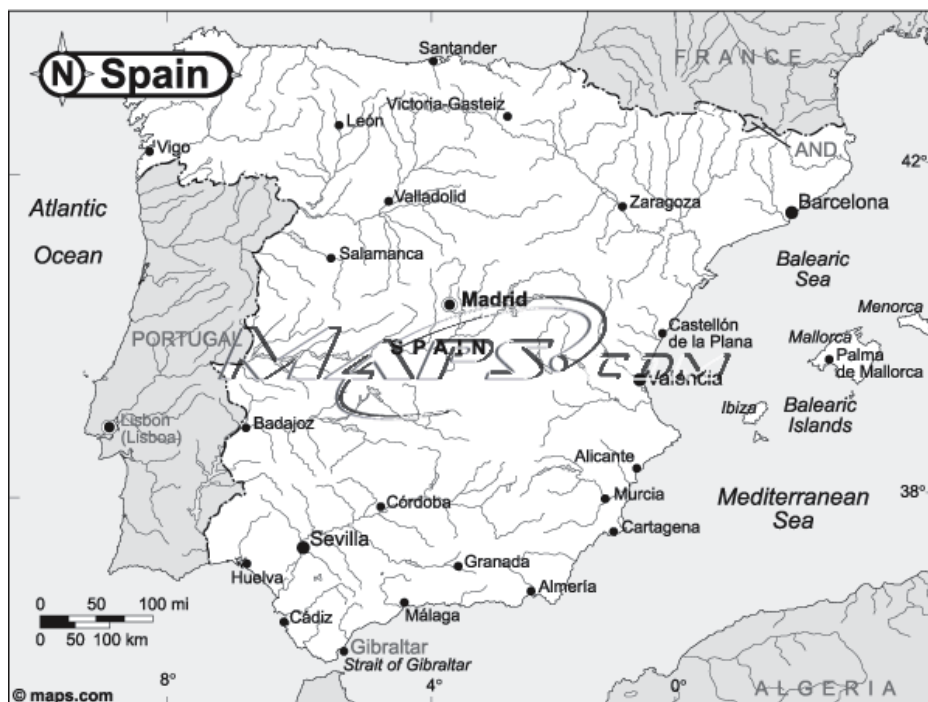 N Spain
Santander
FRANCE
Victoria-Gasteiz
León
Vigo
AND.
42°
Atlantic
Ocean
Valladolid
Zaragoza
Barcelona
Salamanca
Balearic
Sea
Madrid
Menorca
PORTUGAL
SPAIN
MAPS.COM
Castellón
de la Plana
Mallorca
Palma
de Mallorca
Valencia
Ibiza
Balearic
Islands
Lisbon
(Lisboa)
Badajoz
Alicante
Córdoba
Murcia
Mediterranean
Sea
38°
Cartagena
Sevilla
Huelva
Granada
Almería
0 50 100 mi
0 50 100 km
Cádiz
Málaga
Gibraltar
Strait of Gibraltar
8°
4°
0°
ALGERIA
© maps.com